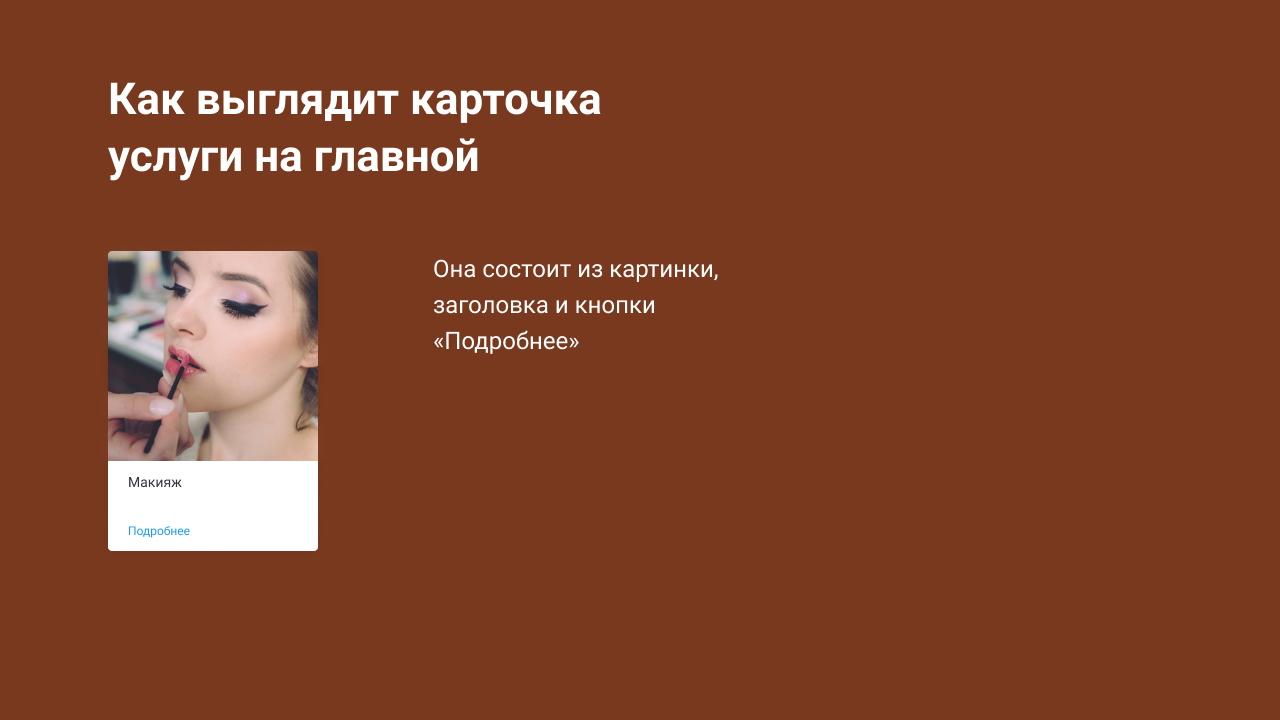 Как выглядит карточка
услуги на главной
Она состоит из картинки,
заголовка и кнопки
«Подробнее»
Макияж
Подробнее